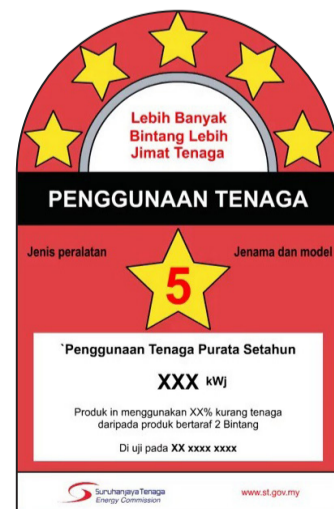 Lebih Banyak
Bintang Lebih
Jimat Tenaga
PENGGUNAAN TENAGA
Jenis peralatan
Jenama dan model
5
`Penggunaan Tenaga Purata Setahun
XXX kWj
Produk in menggunakan XX% kurang tenaga
daripada produk bertaraf 2 Bintang
Di uji pada XX xxxx xxxx
Suruhanjaya Tenaga
Energy Commission
www.st.gov.my